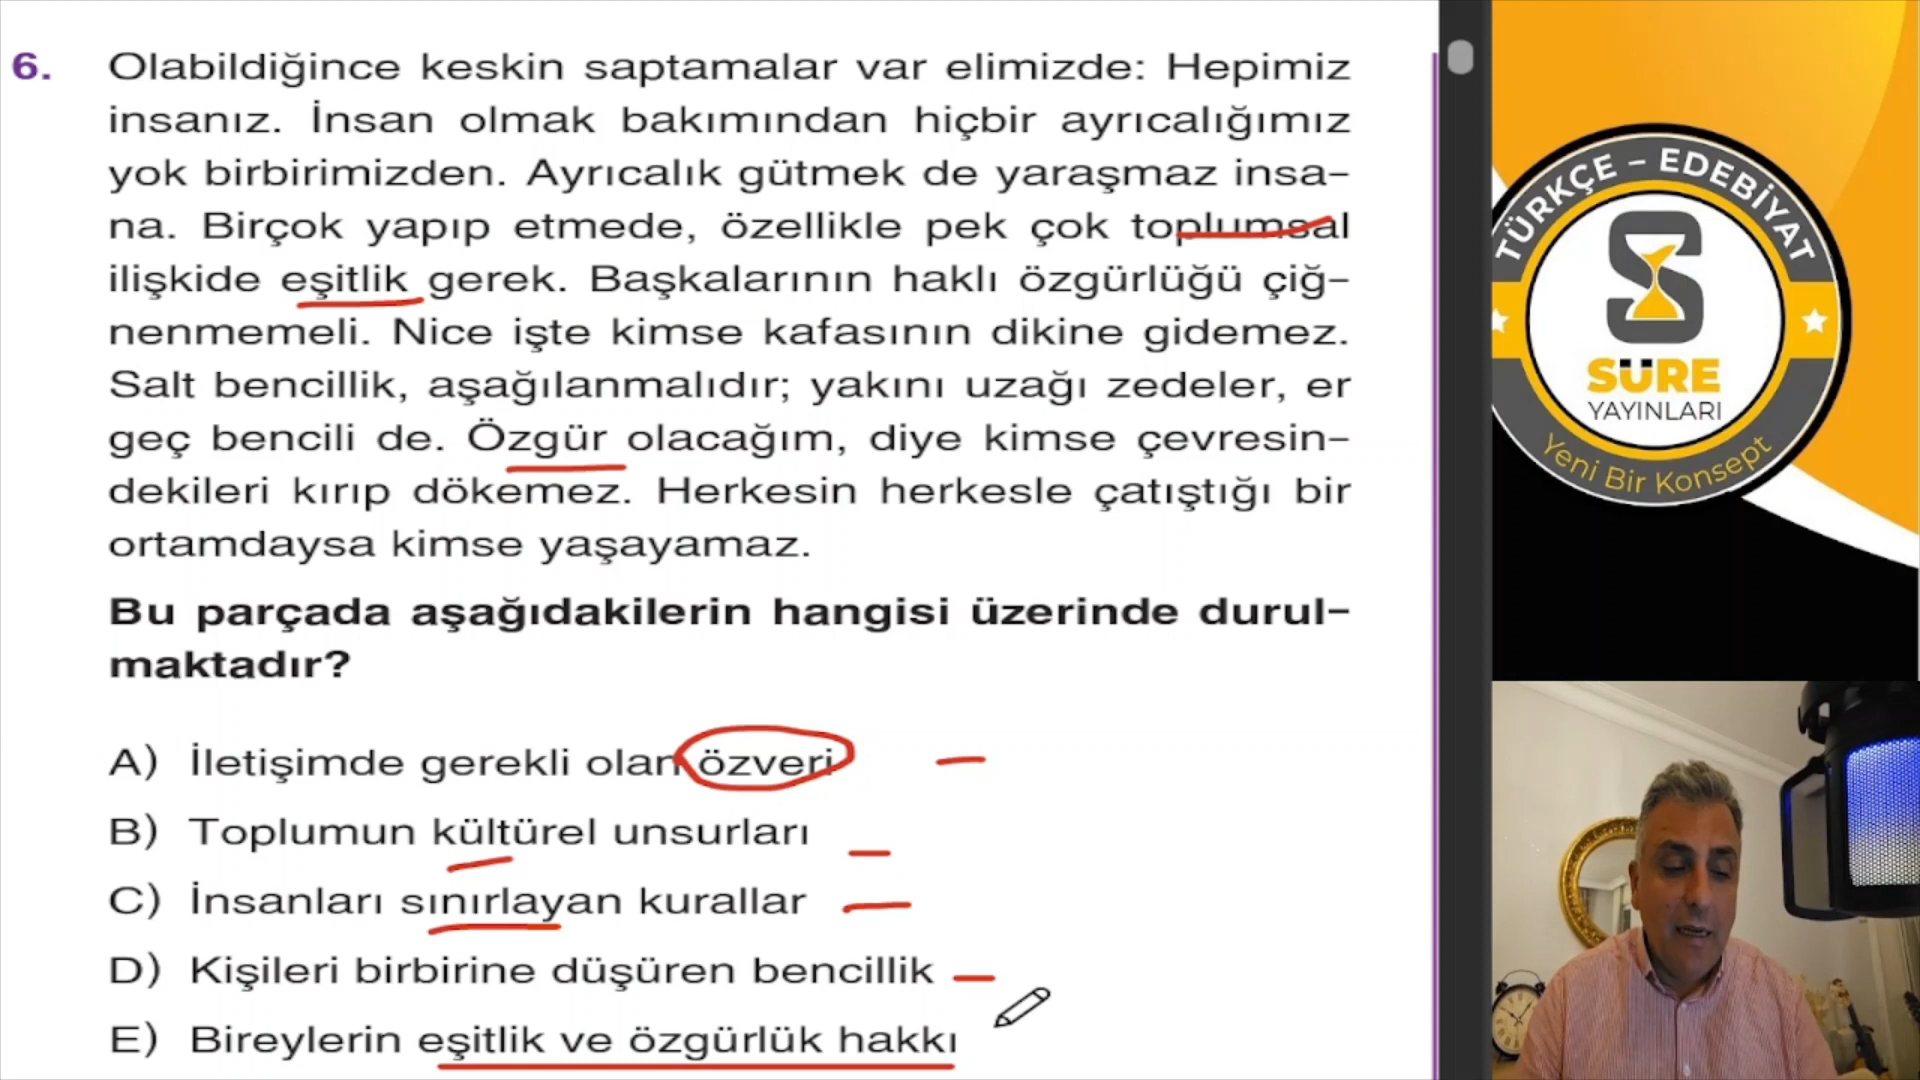 6. Olabildiğince keskin saptamalar var elimizde: Hepimiz
insanız. İnsan olmak bakımından hiçbir ayrıcalığımız
yok birbirimizden. Ayrıcalık gütmek de yaraşmaz insa-
na. Birçok yapıp etmede, özellikle pek çok toplumsal
ilişkide eşitlik gerek. Başkalarının haklı özgürlüğü çiğ-
nenmemeli. Nice işte kimse kafasının dikine gidemez.
Salt bencillik, aşağılanmalıdır; yakını uzağı zedeler, er
geç bencili de. Özgür olacağım, diye kimse çevresin-
dekileri kırıp dökemez. Herkesin herkesle çatıştığı bir
ortamdaysa kimse yaşayamaz.
Bu parçada aşağıdakilerin hangisi üzerinde durul-
maktadır?
A) İletişimde gerekli olan özveri
B) Toplumun kültürel unsurları
C) İnsanları sınırlayan kurallar
D) Kişileri birbirine düşüren bencillik
E) Bireylerin eşitlik ve özgürlük hakkı
TÜRKÇE – EDEBİYAT
SÜRE
YAYINLARI
Yeni Bir Konsept